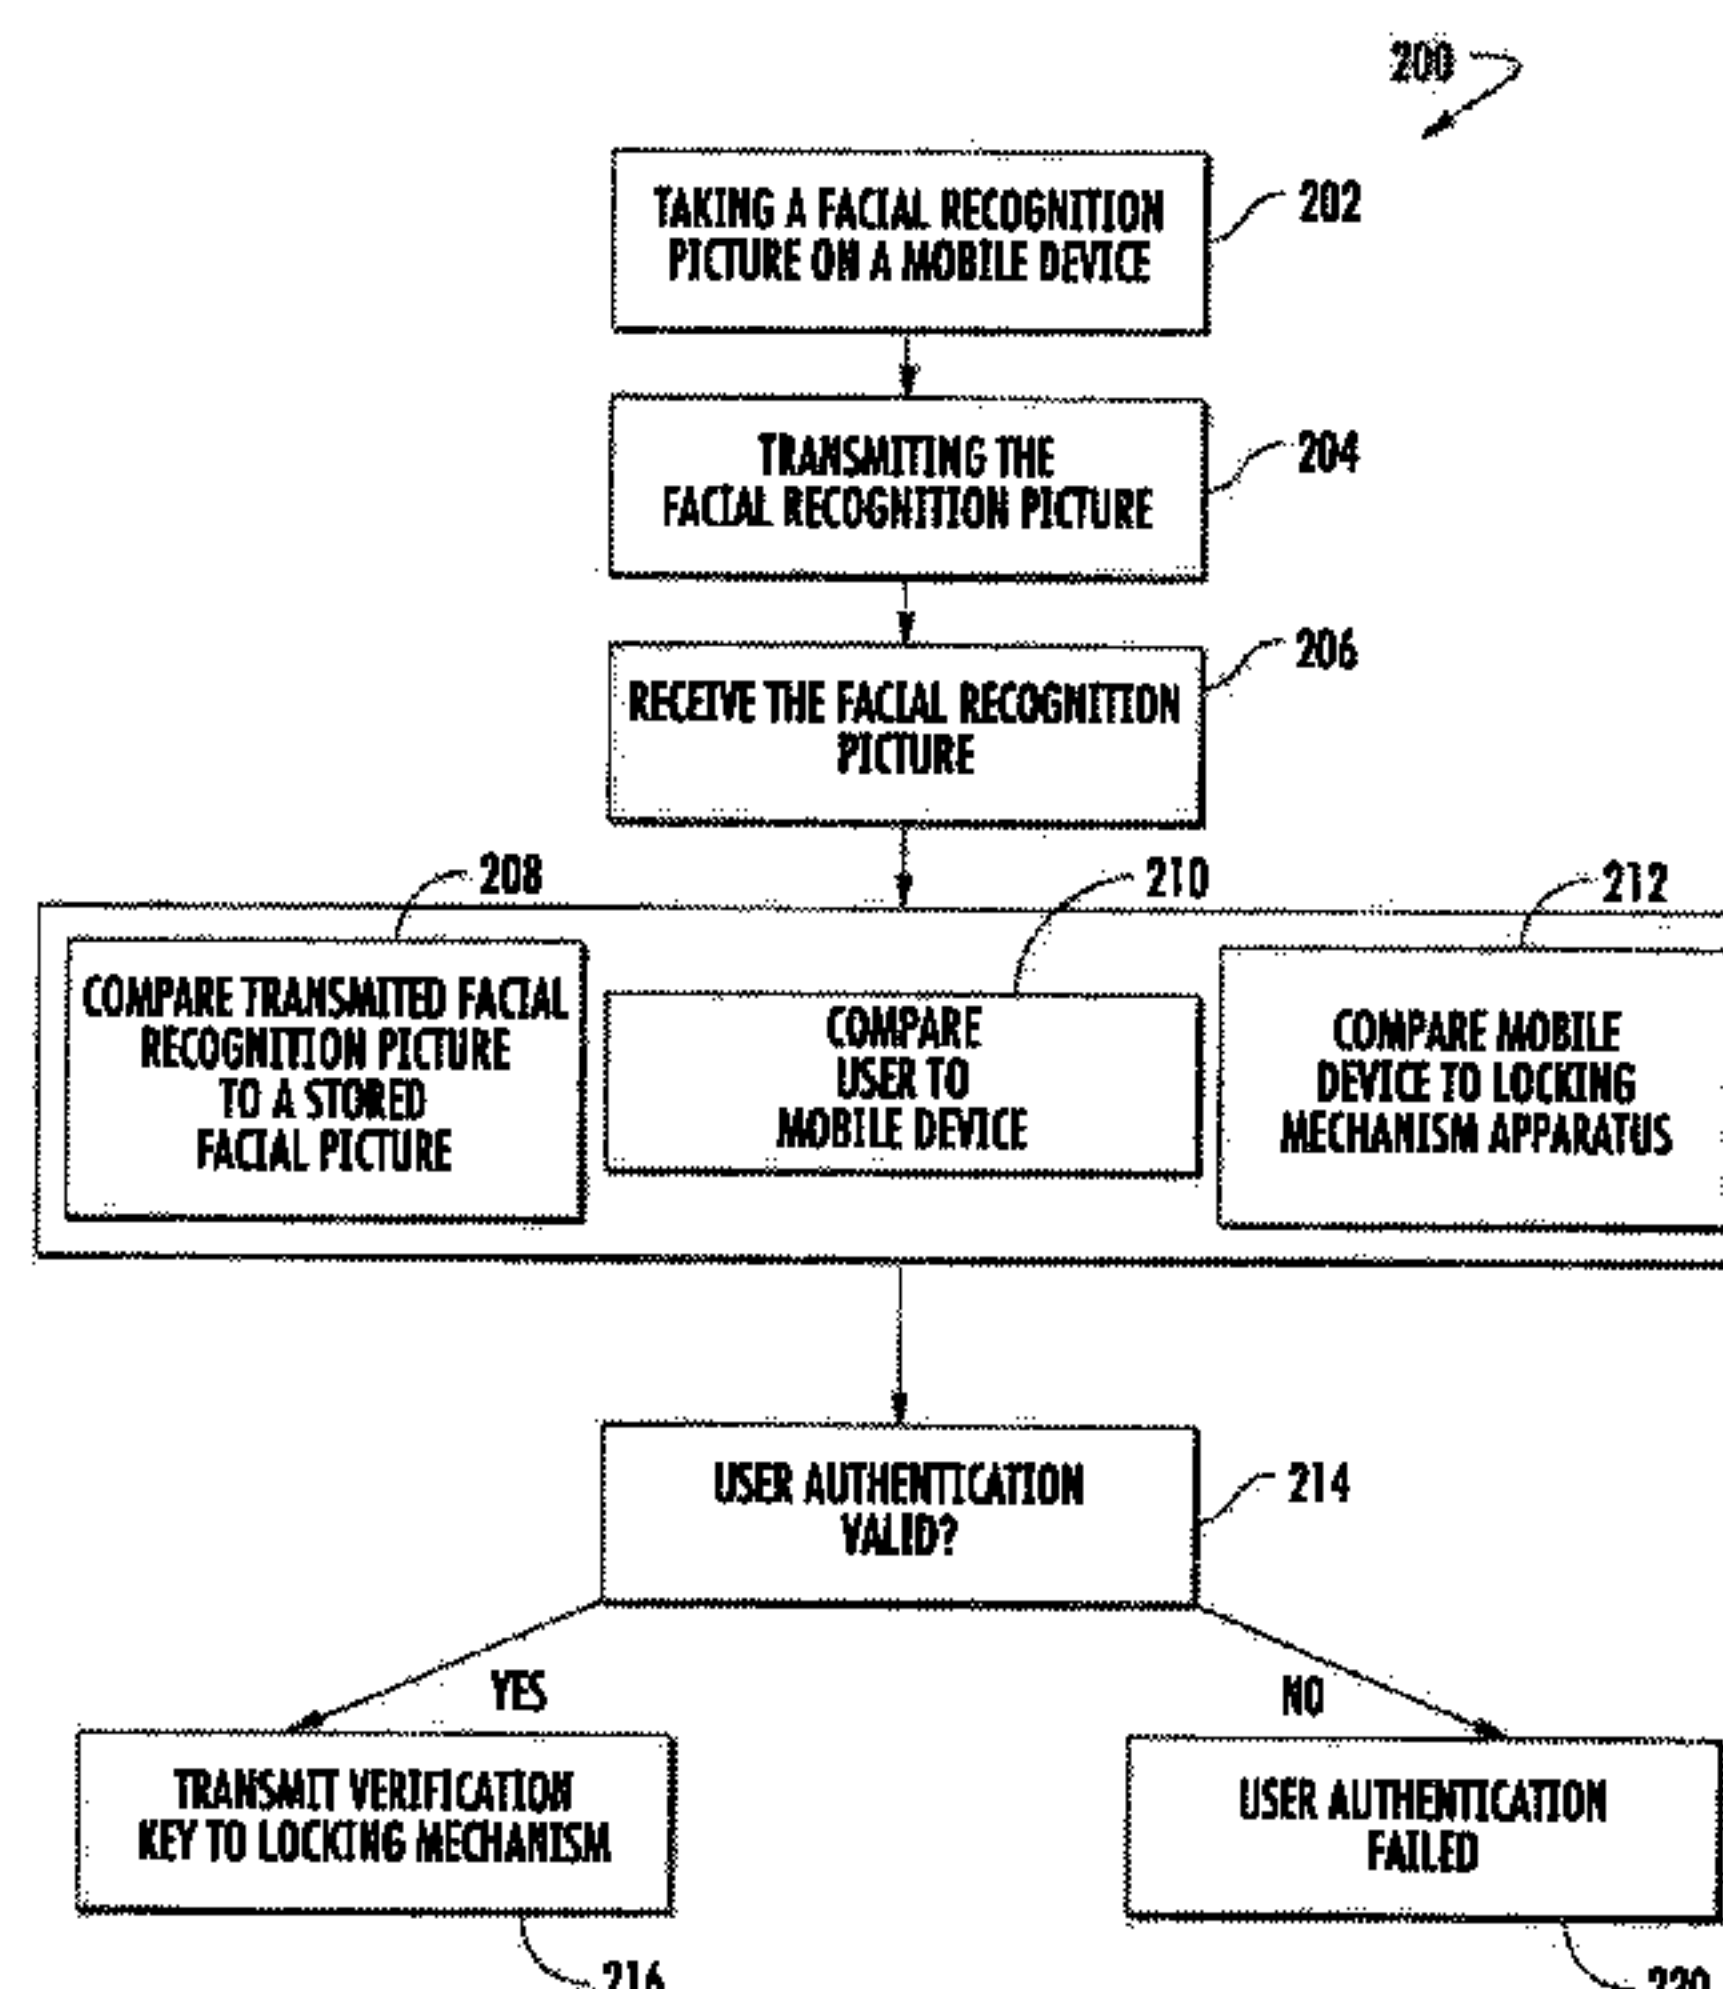 200
TAKING A FACIAL RECOGNITION
PICTURE ON A MOBILE DEVICE
202
TRANSMITING THE
FACIAL RECOGNITION PICTURE
204
RECEIVE THE FACIAL RECOGNITION
PICTURE
206
208
210
212
COMPARE TRANSMITED FACIAL
RECOGNITION PICTURE
TO A STORED
FACIAL PICTURE
COMPARE
USER TO
MOBILE DEVICE
COMPARE MOBILE
DEVICE TO LOCKING
MECHANISM APPARATUS
USER AUTHENTICATION
VALID?
214
YES
NO
TRANSMIT VERIFICATION
KEY TO LOCKING MECHANISM
USER AUTHENTICATION
FAILED
216